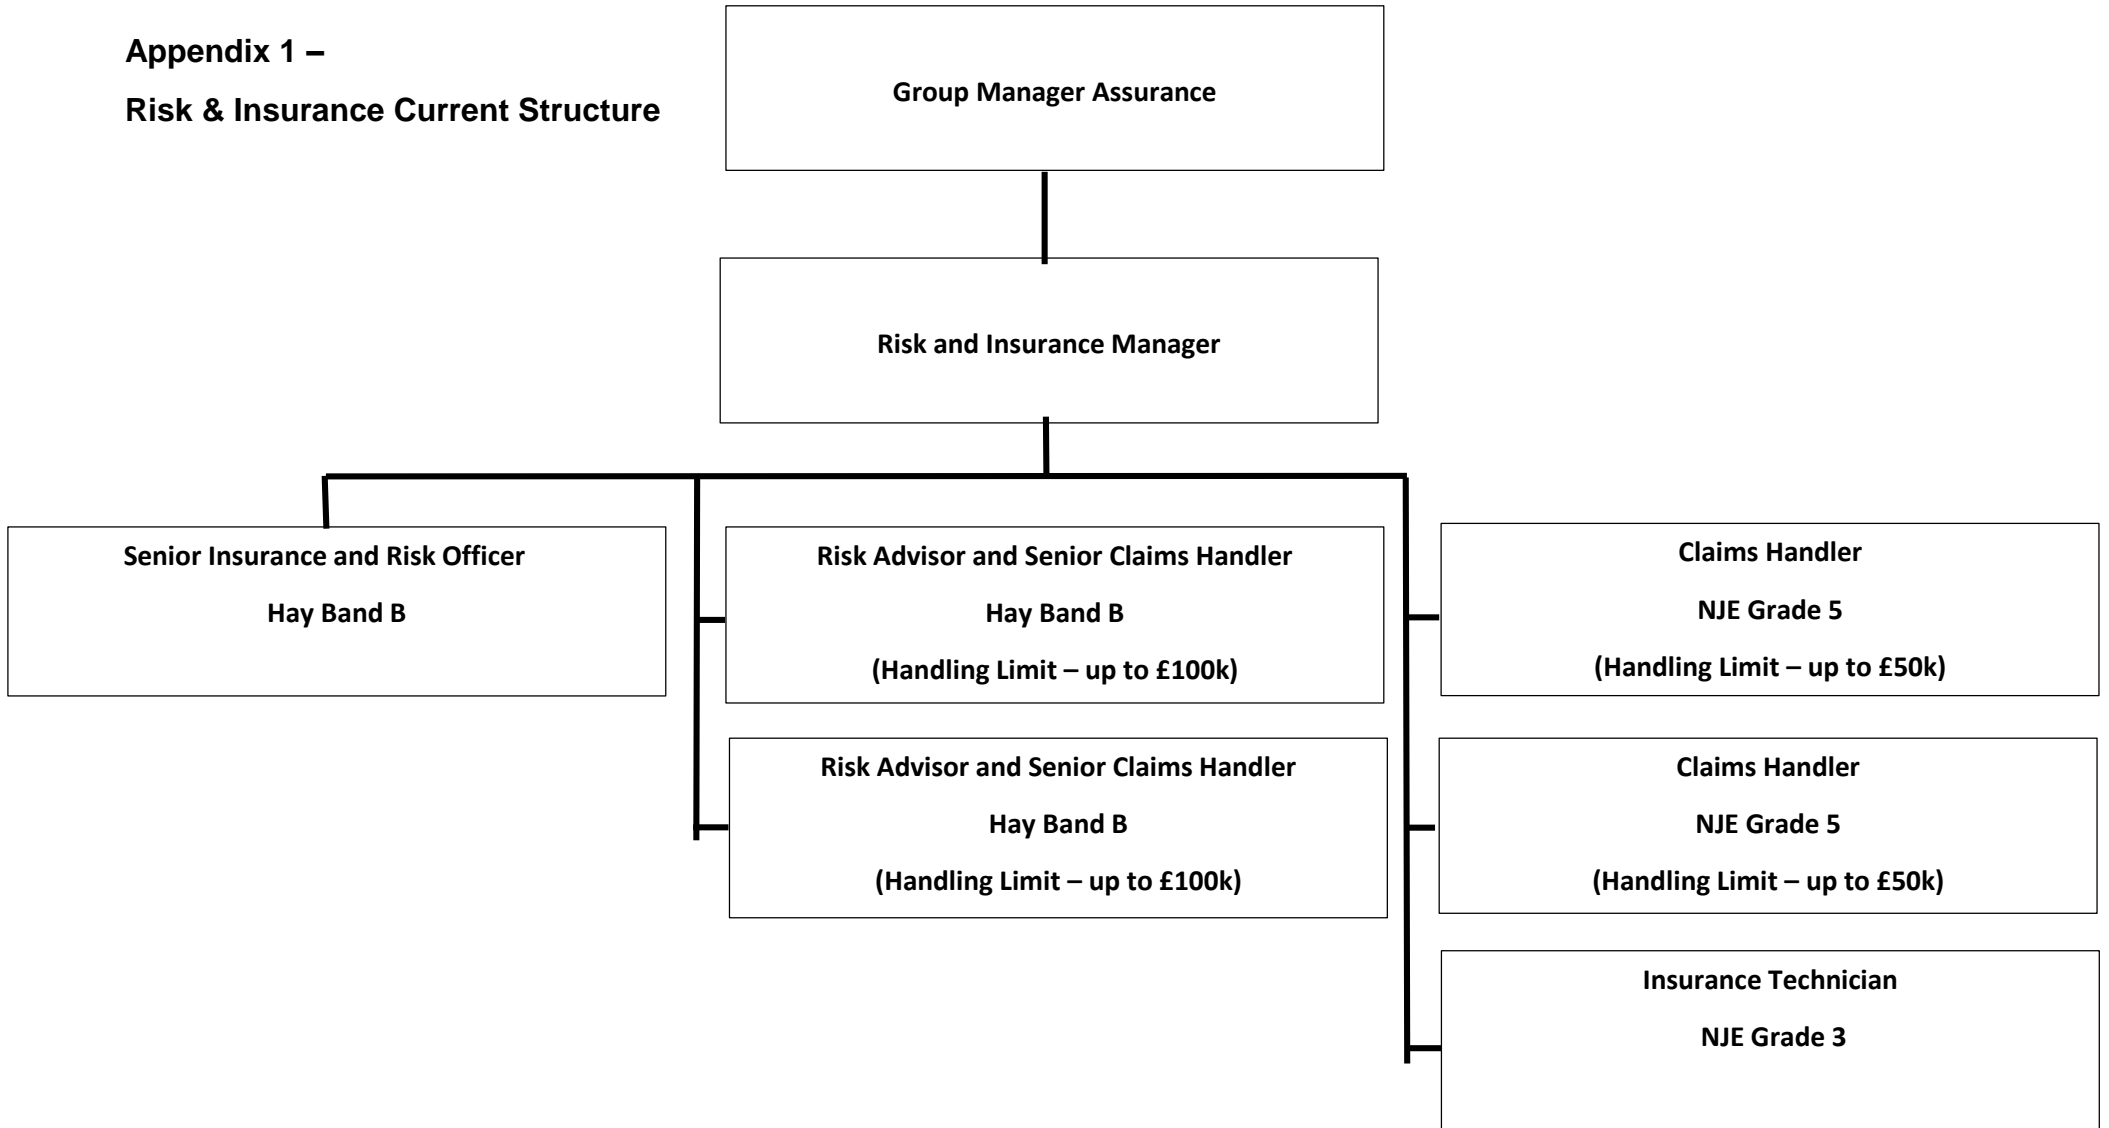 Appendix 1 –
Risk & Insurance Current Structure
Group Manager Assurance
Risk and Insurance Manager
Senior Insurance and Risk Officer
Hay Band B
Risk Advisor and Senior Claims Handler
Hay Band B
(Handling Limit – up to £100k)
Claims Handler
NJE Grade 5
(Handling Limit – up to £50k)
Risk Advisor and Senior Claims Handler
Hay Band B
(Handling Limit – up to £100k)
Claims Handler
NJE Grade 5
(Handling Limit – up to £50k)
Insurance Technician
NJE Grade 3